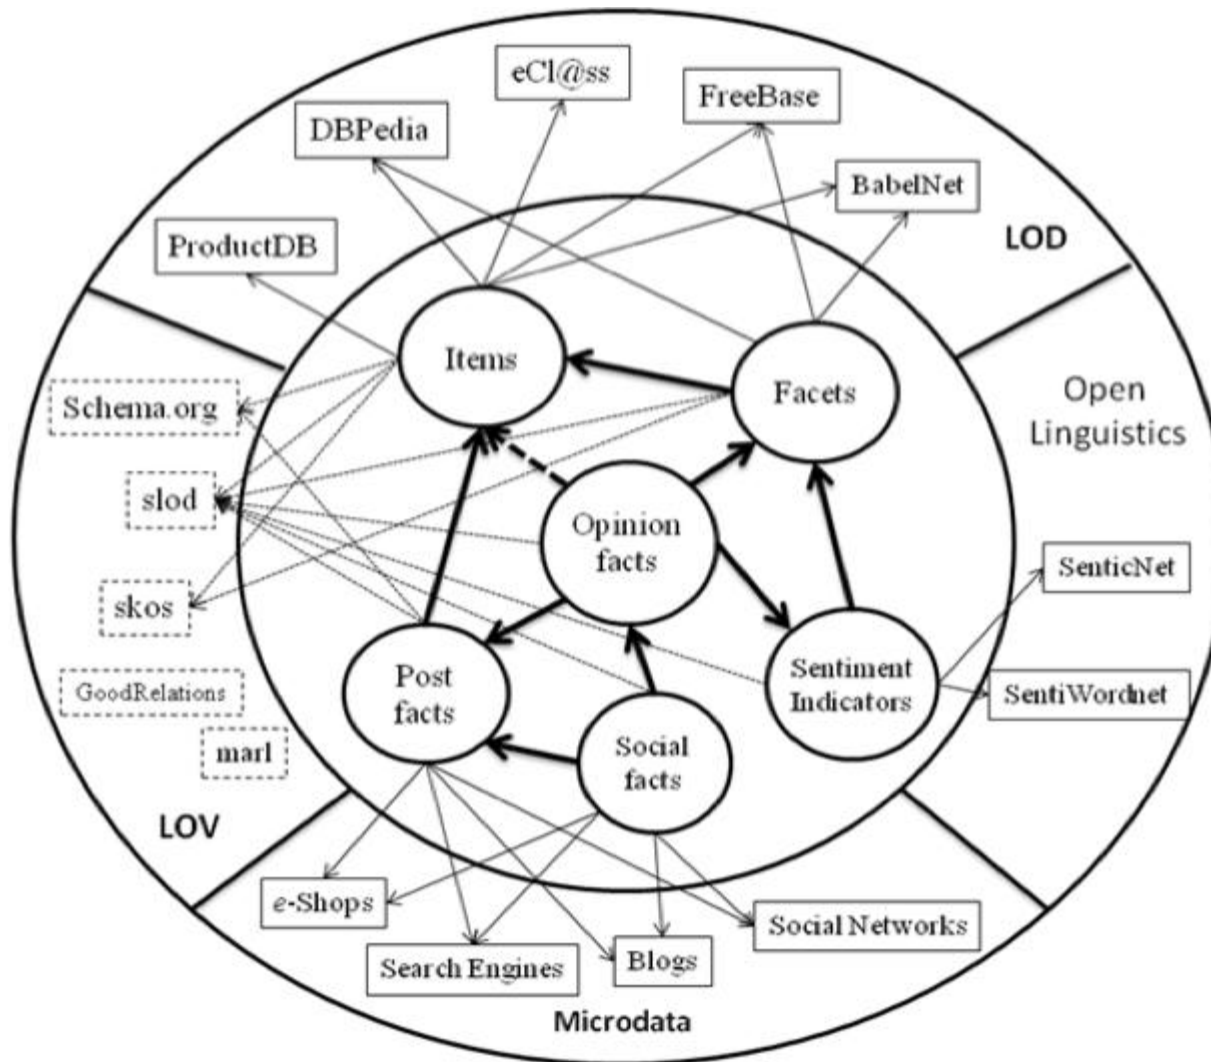 eCl@ss
FreeBase
DBPedia
BabelNet
ProductDB
LOD
Items
Facets
Schema.org
Open
Linguistics
slod
Opinion
facts
SenticNet
skos
Post
facts
Sentiment
Indicators
GoodRelations
SentiWordnet
marl
Social
facts
LOV
e-Shops
Social Networks
Search Engines
Blogs
Microdata